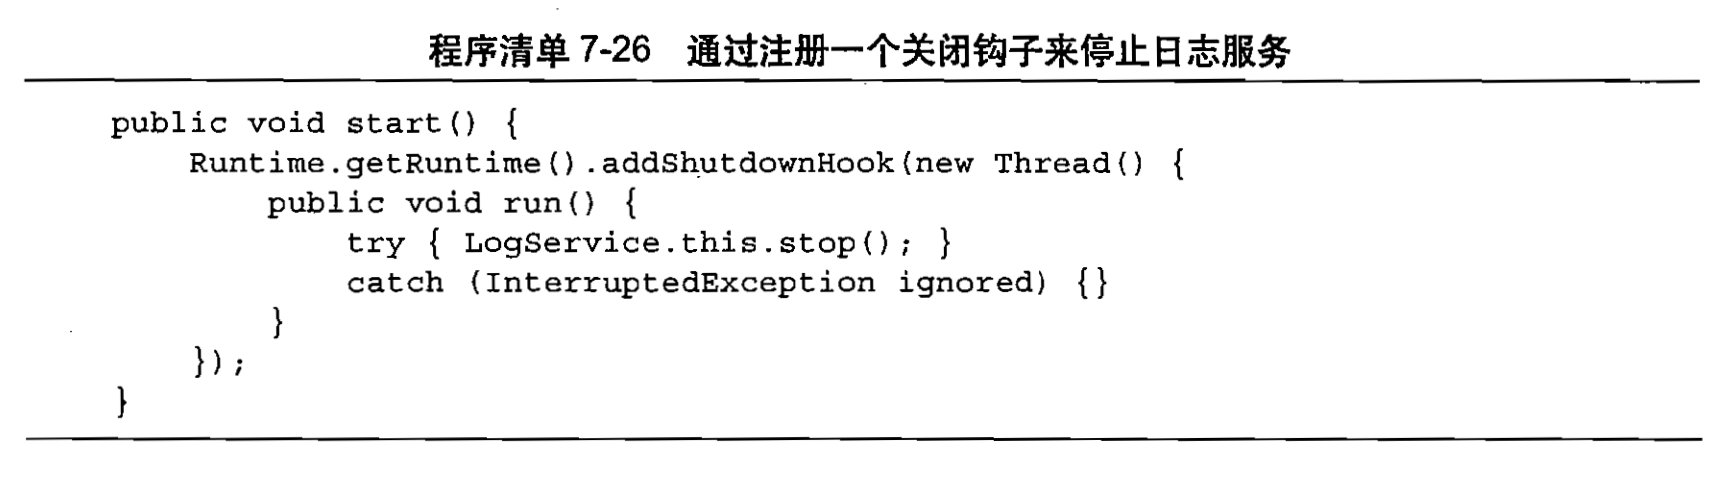 程序清单 7-26 通过注册一个关闭钩子来停止日志服务
public void start() {
Runtime.getRuntime().addShutdownHook(new Thread() {
public void run() {
try { LogService.this.stop(); }
catch (InterruptedException ignored) {}
}
});
}